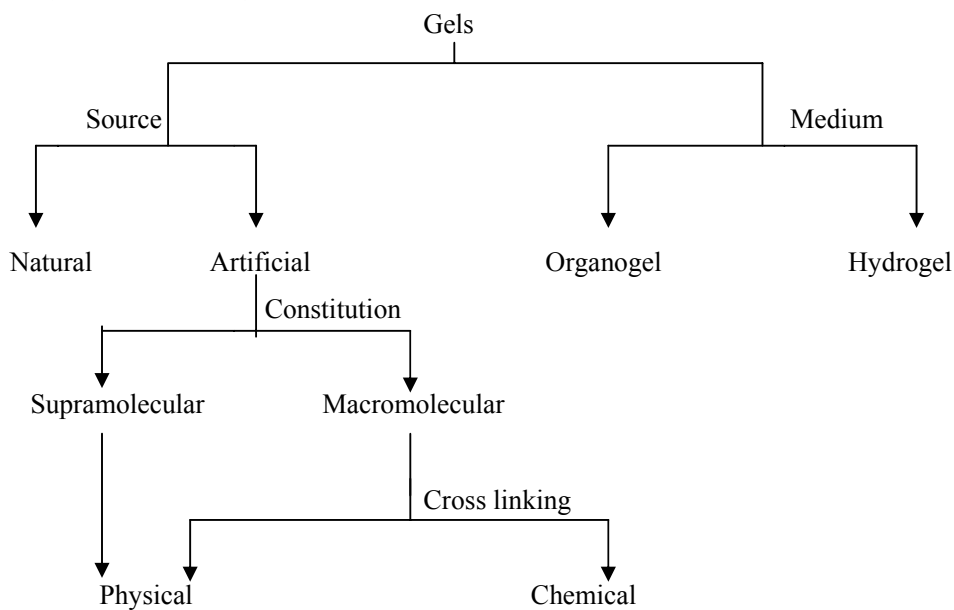 Gels
Source
Medium
Natural
Artificial
Organogel
Hydrogel
Constitution
Supramolecular
Macromolecular
Cross linking
Physical
Chemical